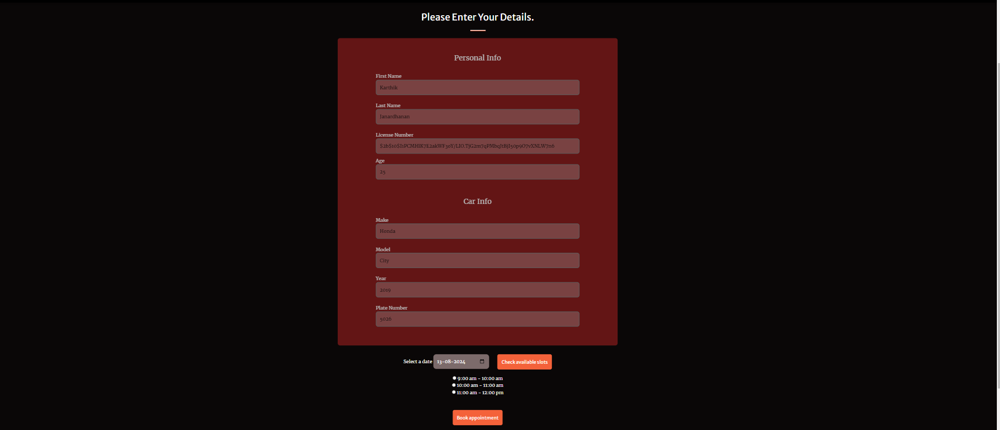 Please Enter Your Details.
Personal Info
First Name
Karthik
Last Name
Janardhanan
License Number
$2b$10$I1PCMHIK7E2akWF3oY/LIO.TjG2m7qPMbqJtBjI50p9O7vXNLW7n6
Age
25
Car Info
Make
Honda
Model
City
Year
2019
Plate Number
5026
Select a date 13-08-2024 Check available slots
9:00 am - 10:00 am
10:00 am - 11:00 am
11:00 am - 12:00 pm
Book appointment